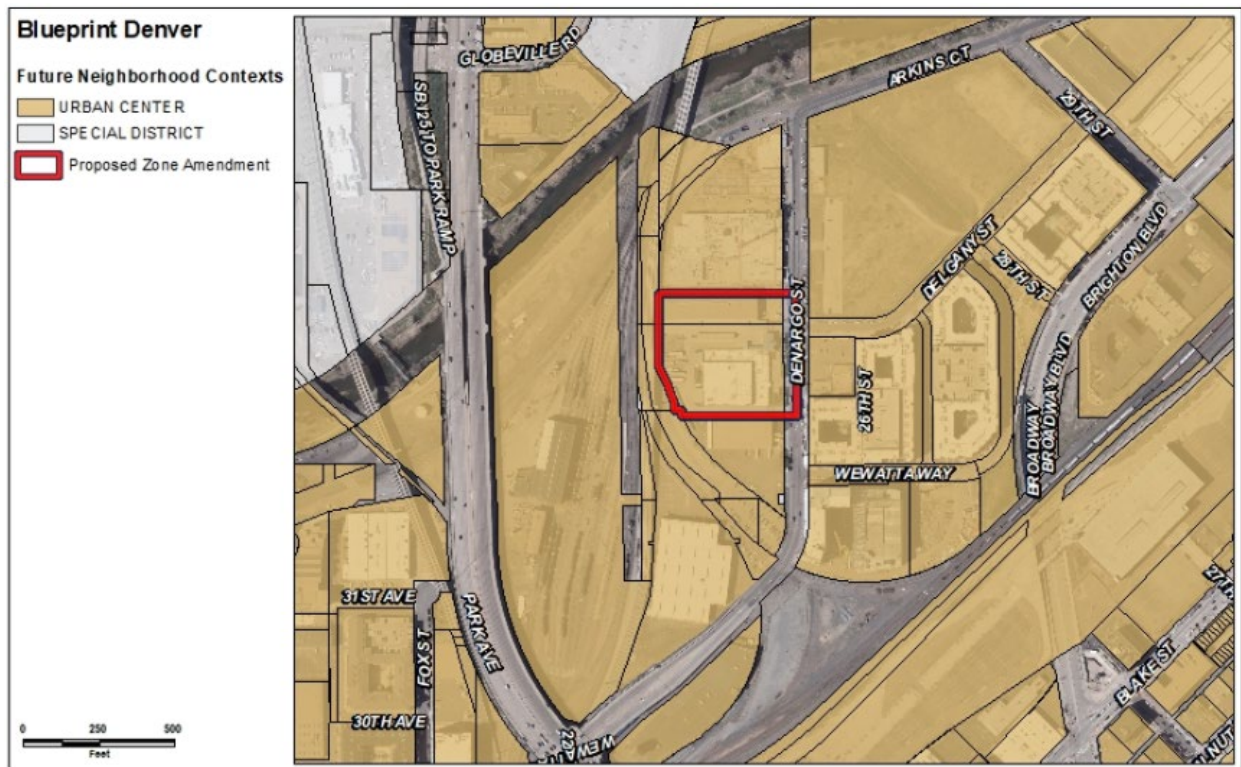 Blueprint Denver
Future Neighborhood Contexts
URBAN CENTER
SPECIAL DISTRICT
Proposed Zone Amendment
GLOBEVILLE RD
SB I25 TO PARK RAMP
ARKINS CT
29TH ST
DELGANY ST
28TH ST
BRIGHTON BLVD
DENARGO ST
26TH ST
BROADWAY
BROADWAY BLVD
WEWATTA WAY
31ST AVE
PARK AVE
FOX ST
30TH AVE
BLAKE ST
27TH
0 250 500
Feet